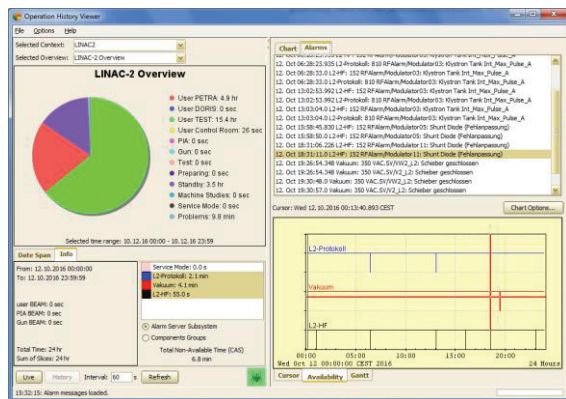 Operation History Viewer
File Options Help
Selected Context: LINAC2
Selected Overview: LINAC-2 Overview
LINAC-2 Overview
User PETRA: 4.9 hr
User DORIS: 0 sec
User TEST: 15.4 hr
User Control Room: 26 sec
PIA: 0 sec
Gun: 0 sec
Test: 0 sec
Preparing: 0 sec
Standby: 3.5 hr
Machine Studies: 0 sec
Service Mode: 0 sec
Problems: 9.8 min
Selected time range: 10.12.16 00:00 - 10.12.16 23:59
Date Span Info
From: 12.10.2016 00:00:00
To: 12.10.2016 23:59:59
user BEAM: 0 sec
PIA BEAM: 0 sec
Gun BEAM: 0 sec
Total Time: 24 hr
Sum of Slices: 24 hr
Service Mode: 0.0 s
L2-Protokoll: 2.1 min
Vakuum: 4.1 min
L2-HF: 55.0 s
Alarm Server Subsystem
Components Groups
Total Non-Available Time (CAS)
6.8 min
Live History Interval: 60 s Refresh
15:32:15: Alarm messages loaded.
Chart Alarms
12. Oct 06:28:23.935 L2-Protokoll: 810 RFAlarm/Modulator03: Klystron Tank Int_Max_Pulse_A
12. Oct 06:28:33.0 L2-HF: 152 RFAlarm/Modulator03: Klystron Tank Int_Max_Pulse_A
12. Oct 06:28:33.0 L2-Protokoll: 810 RFAlarm/Modulator03: Klystron Tank Int_Max_Pulse_A
12. Oct 13:02:53.992 L2-HF: 152 RFAlarm/Modulator03: Klystron Tank Int_Max_Pulse_A
12. Oct 13:02:53.992 L2-Protokoll: 810 RFAlarm/Modulator03: Klystron Tank Int_Max_Pulse_A
12. Oct 13:03:04.0 L2-HF: 152 RFAlarm/Modulator03: Klystron Tank Int_Max_Pulse_A
12. Oct 13:03:04.0 L2-Protokoll: 810 RFAlarm/Modulator03: Klystron Tank Int_Max_Pulse_A
12. Oct 15:58:45.830 L2-HF: 152 RFAlarm/Modulator05: Shunt Diode (Fehlanpassung)
12. Oct 15:58:50.0 L2-HF: 152 RFAlarm/Modulator05: Shunt Diode (Fehlanpassung)
12. Oct 18:31:06.226 L2-HF: 152 RFAlarm/Modulator11: Shunt Diode (Fehlanpassung)
12. Oct 18:31:11.0 L2-HF: 152 RFAlarm/Modulator11: Shunt Diode (Fehlanpassung)
12. Oct 19:26:54.348 Vakuum: 350 VAC.SV/VW2_L2: Schieber geschlossen
12. Oct 19:26:54.348 Vakuum: 350 VAC.SV/L2: Schieber geschlossen
12. Oct 19:30:48.0 Vakuum: 350 VAC.SV/VW2_L2: Schieber geschlossen
12. Oct 19:30:57.0 Vakuum: 350 VAC.SV/L2: Schieber geschlossen
Cursor: Wed 12.10.2016 00:13:40.893 CEST
Chart Options...
L2-Protokoll
Vakuum
L2-HF
00:00 05:00 10:00 15:00 20:00
Wed Oct 12 00:00:00 CEST 2016 24 Hours
Cursor Availability Gantt